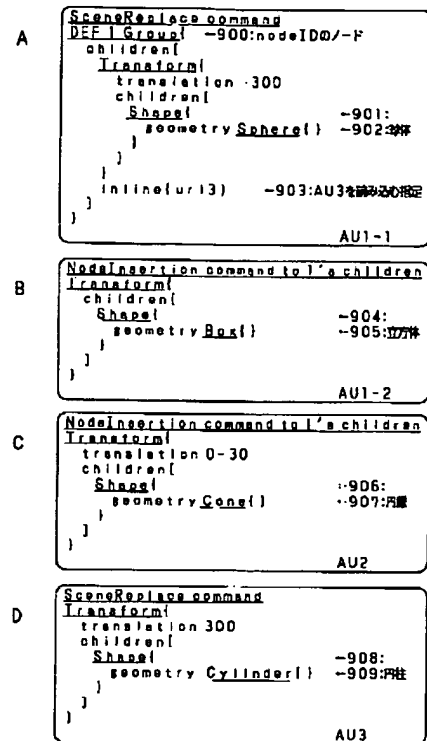 A
SceneReplace command
DEF 1 Group{ ~900:nodeIDのノード
children[
Transform{
translation -300
children[
Shape{ ~901:
geometry Sphere{} ~902:球体
}
]
}
inline{url3} ~903:AU3を読み込む指定
]
}
AU1-1
B
NodeInsertion command to 1's children
Transform{
children[
Shape{ ~904:
geometry Box{} ~905:立方体
}
]
}
AU1-2
C
NodeInsertion command to 1's children
Transform{
translation 0-30
children[
Shape{ ~906:
geometry Cone{} ~907:円錐
}
]
}
AU2
D
SceneReplace command
Transform{
translation 300
children[
Shape{ ~908:
geometry Cylinder{} ~909:円柱
}
]
}
AU3